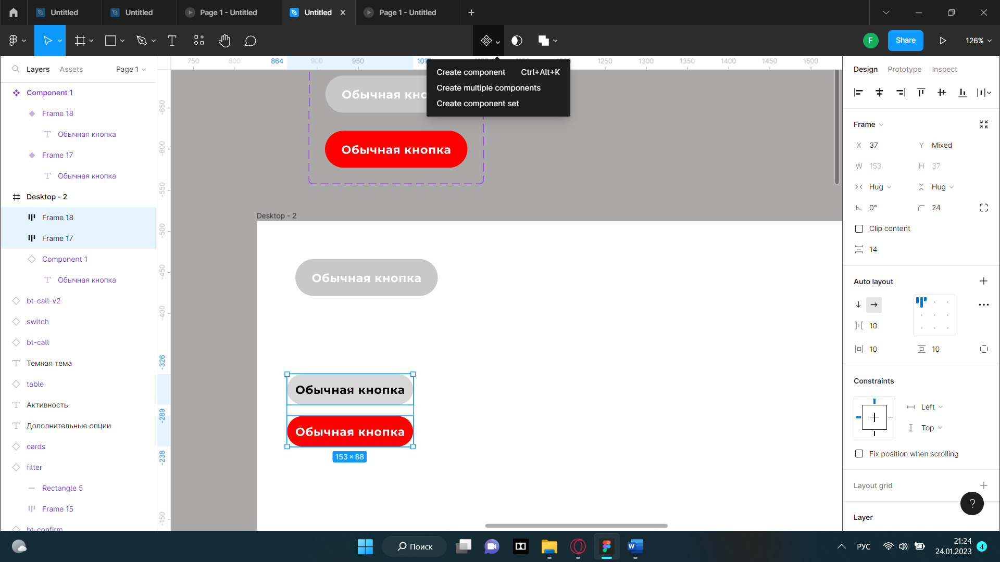 Untitled
Untitled
Page 1 - Untitled
Untitled
Page 1 - Untitled
F
Share
126%
Layers
Assets
Page 1
750
800
864
900
950
1250
1300
1350
1400
1450
1500
Design
Prototype
Inspect
Create component Ctrl+Alt+K
Create multiple components
Create component set
Component 1
Frame 18
Обычная кнопка
Frame 17
Обычная кнопка
Desktop - 2
Frame 18
Frame 17
Component 1
Обычная кнопка
bt-call-v2
switch
bt-call
Темная тема
table
Активность
Дополнительные опции
cards
filter
Rectangle 5
Frame 15
bt-confirm
-650
-600
-550
-500
-450
-400
-326
-289
-238
-150
Обычная кно
Обычная кнопка
Desktop - 2
Обычная кнопка
Обычная кнопка
Обычная кнопка
153 × 88
Frame
X 37
Y Mixed
W 153
H 37
Hug
Hug
0°
24
Clip content
14
Auto layout
10
10
10
Constraints
Left
Top
Fix position when scrolling
Layout grid
?
Layer
Поиск
W
РУС
21:24
24.01.2023
4